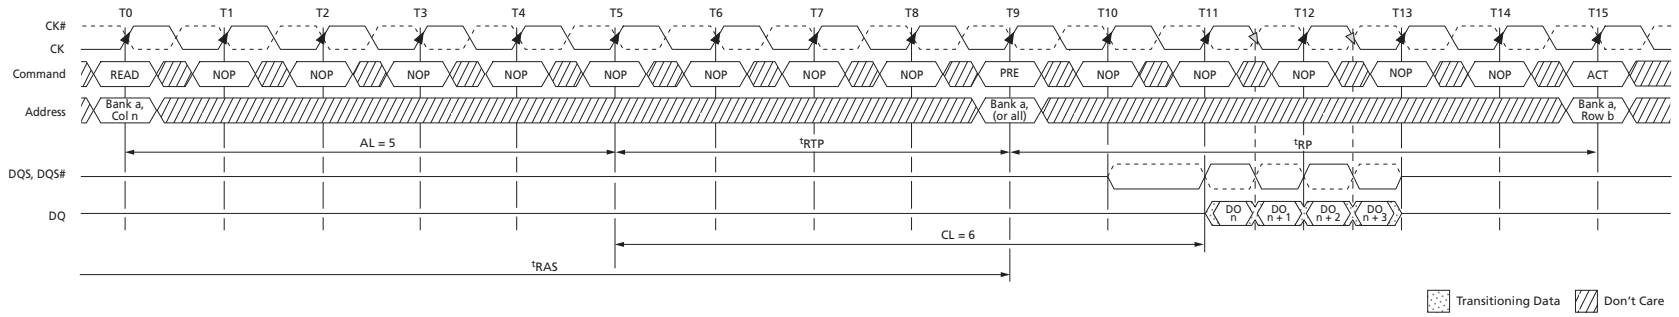 T0 T1 T2 T3 T4 T5 T6 T7 T8 T9 T10 T11 T12 T13 T14 T15
CK#
CK
Command READ NOP NOP NOP NOP NOP NOP NOP NOP PRE NOP NOP NOP NOP NOP ACT
Address Bank a, Col n Bank a, (or all) Bank a, Row b
AL = 5 tRTP tRP
DQS, DQS#
DQ DO n DO n + 1 DO n + 2 DO n + 3
CL = 6
tRAS
Transitioning Data Don't Care